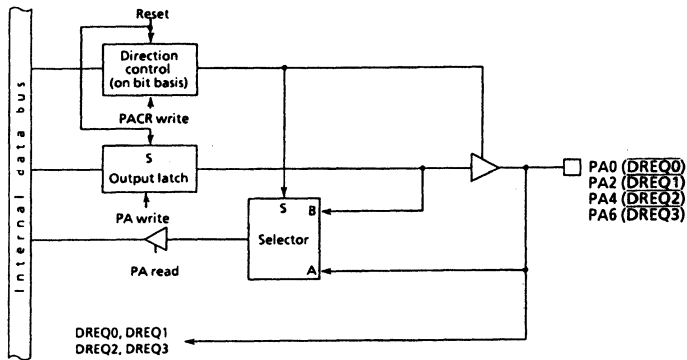 Reset
Direction
control
(on bit basis)
PACR write
Internal data bus
S
Output latch
PA write
PA read
S
B
Selector
A
PA0 (DREQ0)
PA2 (DREQ1)
PA4 (DREQ2)
PA6 (DREQ3)
DREQ0, DREQ1
DREQ2, DREQ3